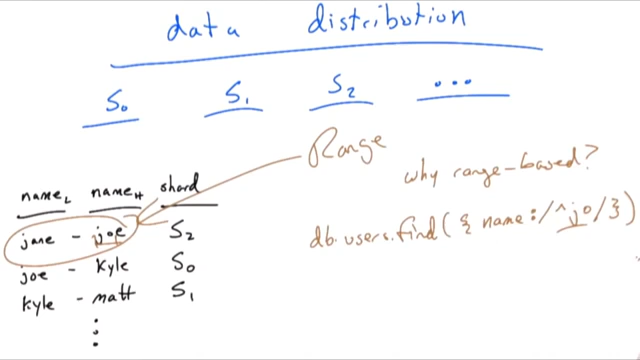 data distribution
S0 S1 S2 ...
Range
why range-based?
nameL nameH shard
jane - joe S2
db.users.find({ name:/^jo/})
joe - kyle S0
kyle - matt S1